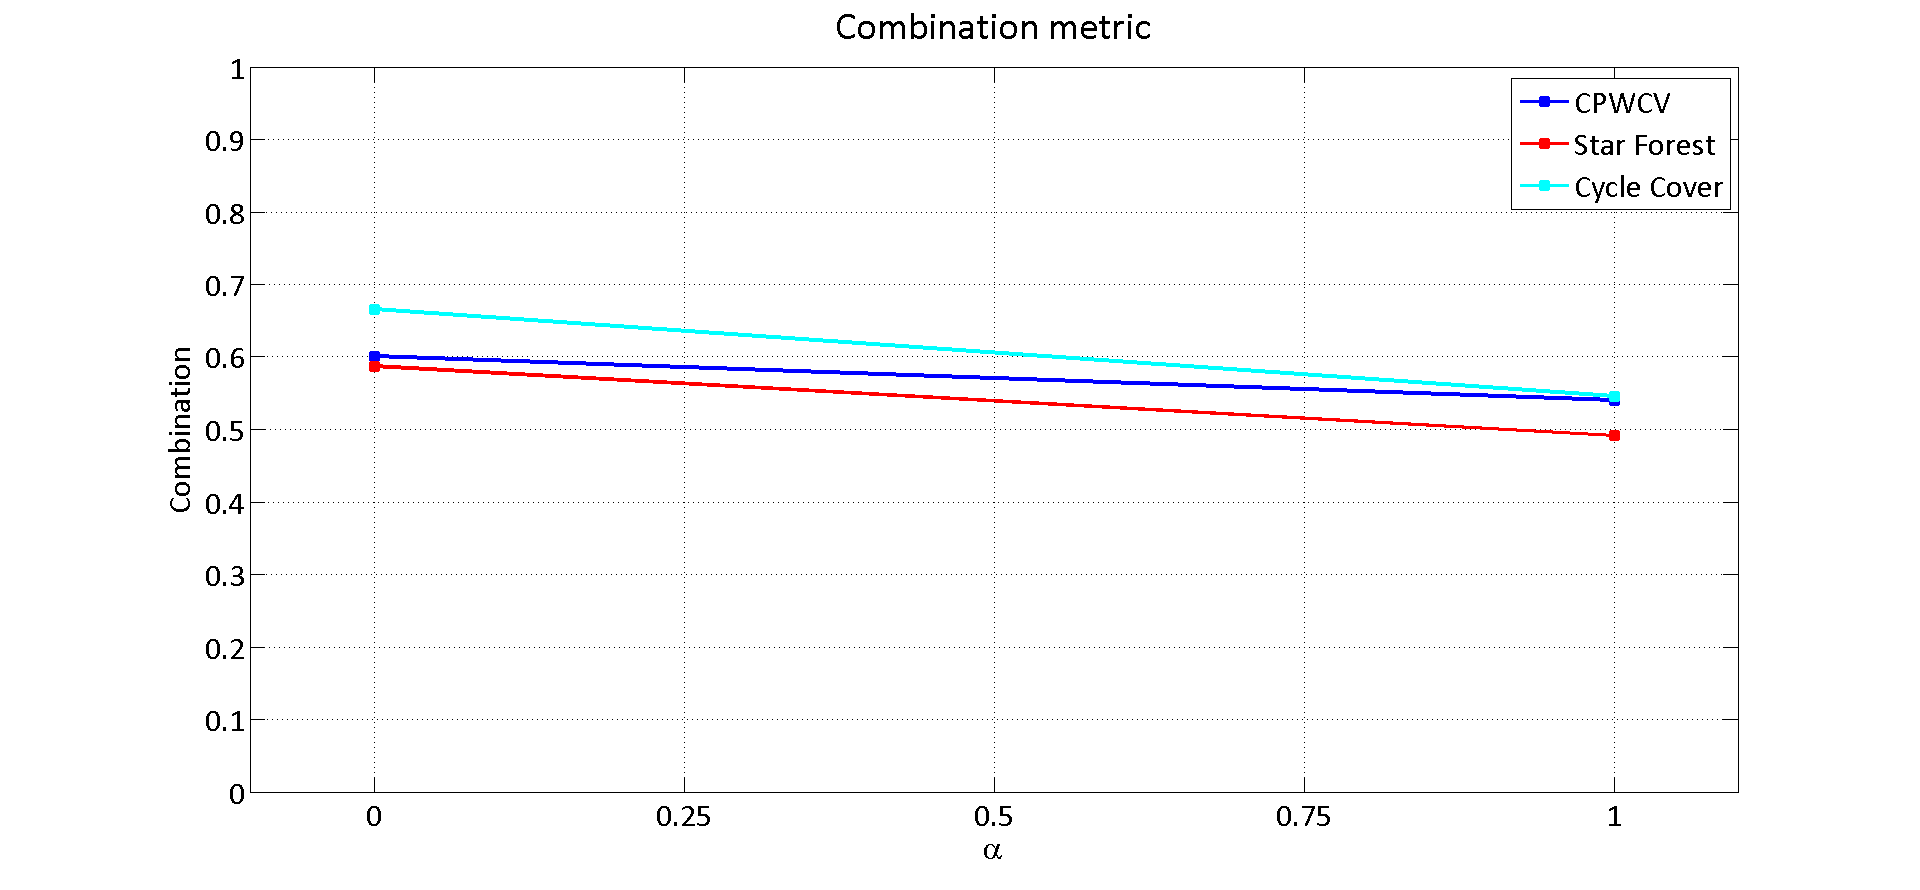 Combination metric
1
0.9
0.8
0.7
0.6
0.5
0.4
0.3
0.2
0.1
0
Combination
CPWCV
Star Forest
Cycle Cover
0 0.25 0.5 0.75 1
α